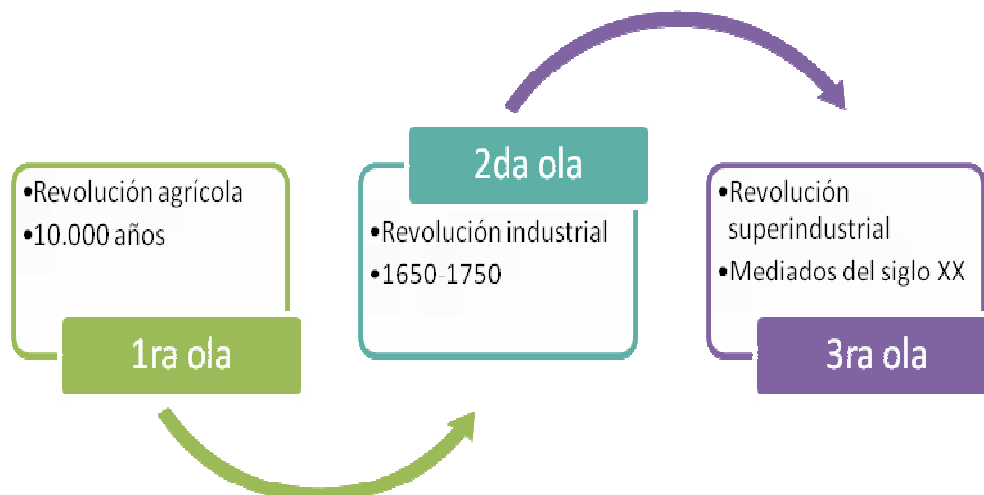 •Revolución agrícola
•10.000 años
1ra ola
2da ola
•Revolución industrial
•1650-1750
•Revolución
superindustrial
•Mediados del siglo XX
3ra ola